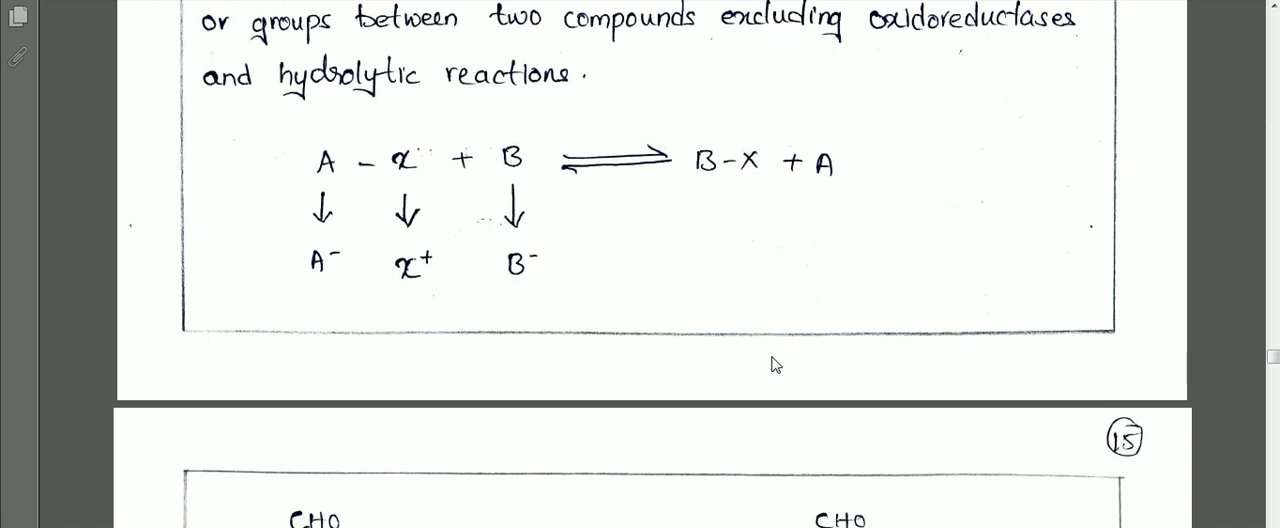 or groups between two compounds excluding oxidoreductases
and hydrolytic reactions.
A - x + B ⇌ B-X + A
↓ ↓ ↓
A⁻ x⁺ B⁻
15
CHO CHO